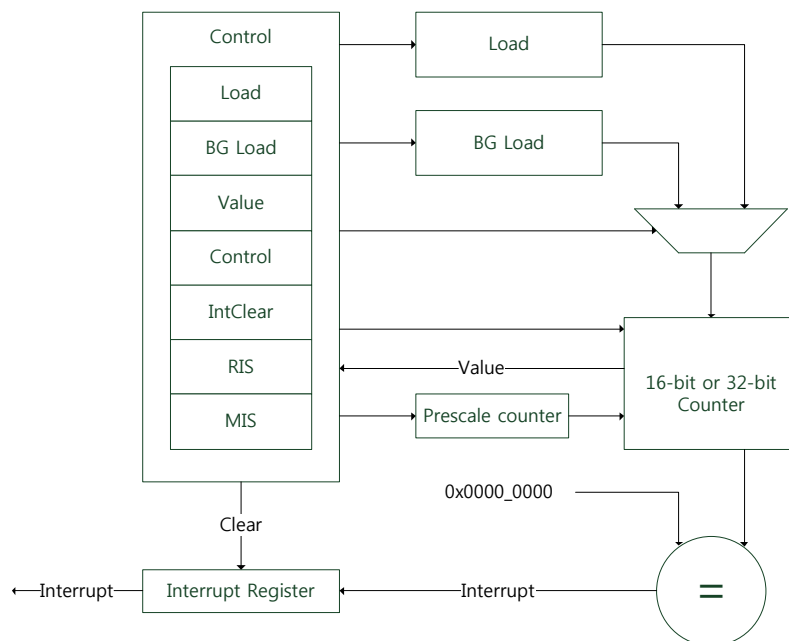 Control
Load
BG Load
Value
Control
IntClear
RIS
MIS
Load
BG Load
Value
Prescale counter
16-bit or 32-bit
Counter
0x0000_0000
Clear
=
Interrupt
Interrupt Register
Interrupt